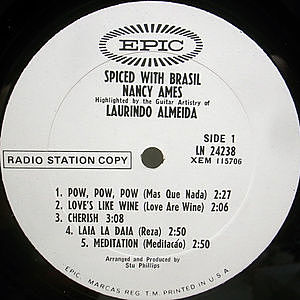 EPIC
SPICED WITH BRASIL
NANCY AMES
Highlighted by the Guitar Artistry of
LAURINDO ALMEIDA
SIDE 1
RADIO STATION COPY
LN 24238
XEM 115706
1. POW, POW, POW (Mas Que Nada) 2:27
2. LOVE'S LIKE WINE (Love Are Wine) 2:06
3. CHERISH 3:08
4. LAIA LA DAIA (Reza) 2:50
5. MEDITATION (Meditacão) 2:50
Arranged and Produced by
Stu Phillips
EPIC, MARCAS REG. T-M. PRINTED IN U.S.A